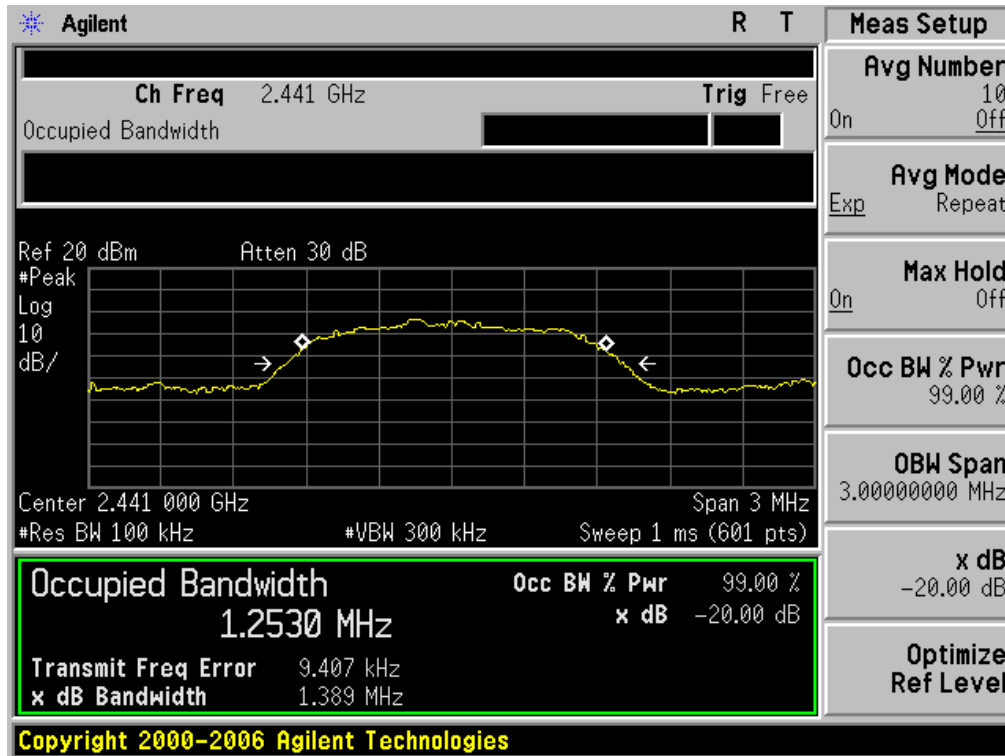 Agilent R T
Ch Freq 2.441 GHz Trig Free
Occupied Bandwidth
Ref 20 dBm Atten 30 dB
#Peak
Log
10
dB/
Center 2.441 000 GHz Span 3 MHz
#Res BW 100 kHz #VBW 300 kHz Sweep 1 ms (601 pts)
Occupied Bandwidth Occ BW % Pwr 99.00 %
1.2530 MHz x dB -20.00 dB
Transmit Freq Error 9.407 kHz
x dB Bandwidth 1.389 MHz
Copyright 2000-2006 Agilent Technologies
Meas Setup
Avg Number
10
On Off
Avg Mode
Exp Repeat
Max Hold
On Off
Occ BW % Pwr
99.00 %
OBW Span
3.00000000 MHz
x dB
-20.00 dB
Optimize
Ref Level